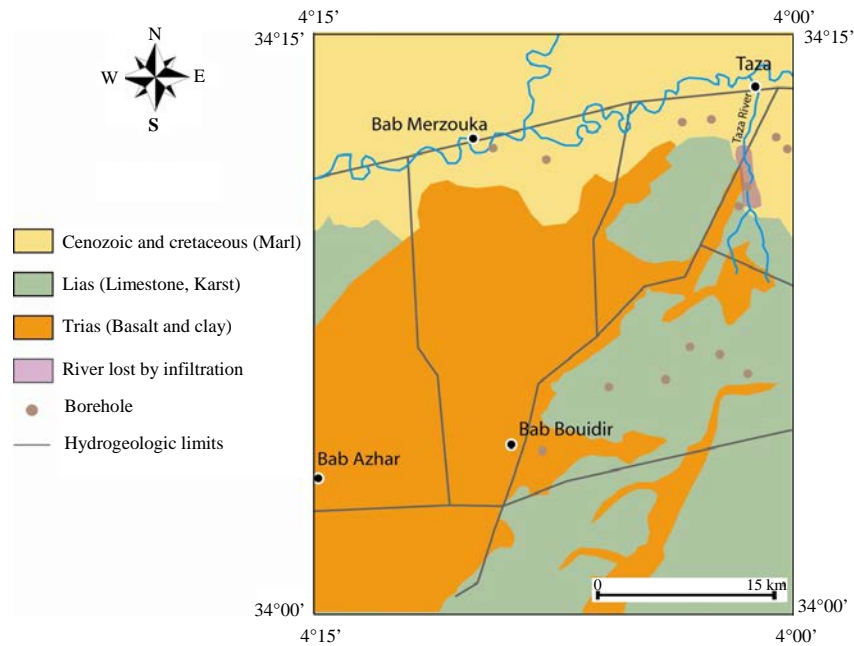 4°15’
4°00’
34°15’
34°15’
N
W
E
S
Taza
Taza River
Bab Merzouka
Cenozoic and cretaceous (Marl)
Lias (Limestone, Karst)
Trias (Basalt and clay)
River lost by infiltration
Borehole
Hydrogeologic limits
Bab Bouidir
Bab Azhar
0
15 km
34°00’
34°00’
4°15’
4°00’